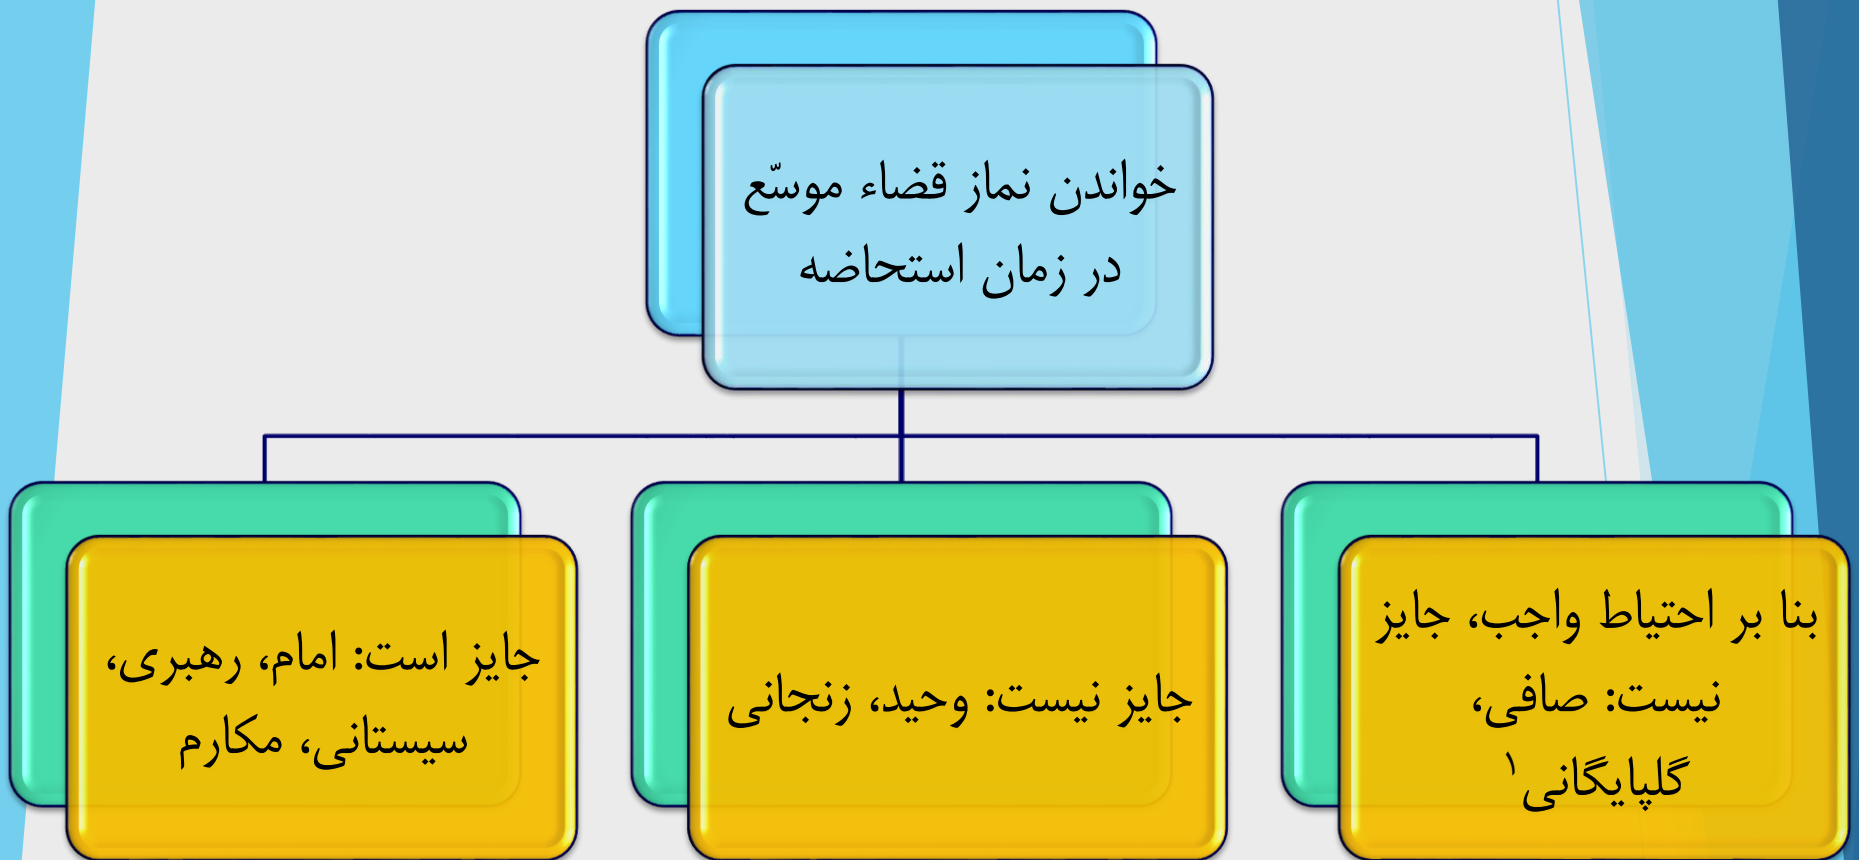 خواندن نماز قضاء موسّع
در زمان استحاضه
بنا بر احتیاط واجب، جایز
نیست: صافی،
گلپایگانی۱
جایز نیست: وحید، زنجانی
جایز است: امام، رهبری،
سیستانی، مکارم